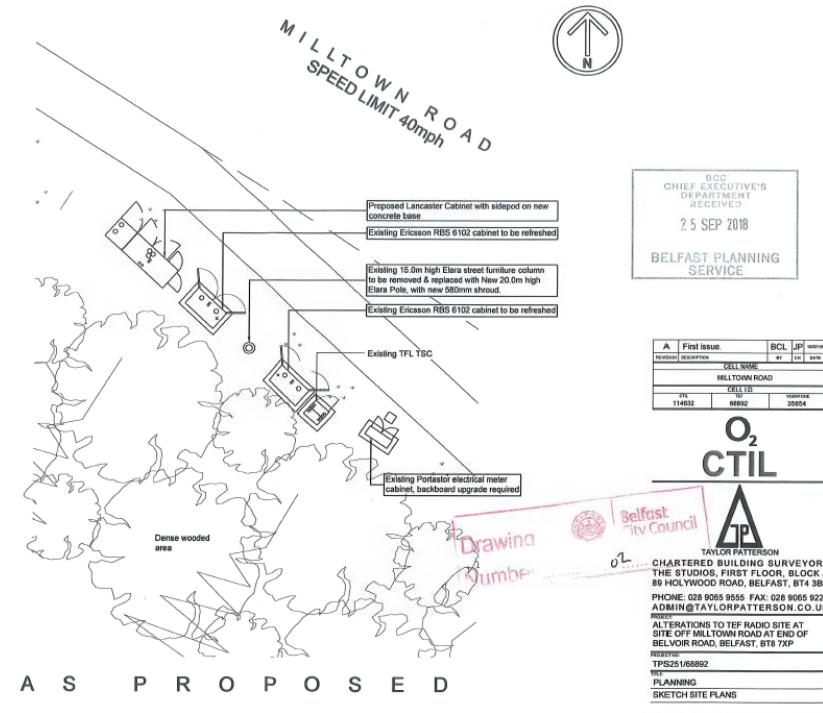 MILLTOWN ROAD
SPEED LIMIT 40mph
N
Proposed Lancaster Cabinet with sidepod on new
concrete base
Existing Ericsson RBS 6102 cabinet to be refreshed
Existing 15.0m high Elara street furniture column
to be removed & replaced with New 20.0m high
Elara Pole, with new 580mm shroud.
Existing Ericsson RBS 6102 cabinet to be refreshed
Existing TFL TSC
Existing Portastor electrical meter
cabinet, backboard upgrade required
Dense wooded
area
AS PROPOSED
BCC
CHIEF EXECUTIVE'S
DEPARTMENT
RECEIVED
25 SEP 2018
BELFAST PLANNING
SERVICE
A First issue. BCL JP
REVISION DESCRIPTION BY CH DATE
CELL NAME
MILLTOWN ROAD
CELL I.D
CTIL TEF VODAFONE
114632 68892 35854
O2
CTIL
Drawing
Number
02
Belfast
City Council
JP
TAYLOR PATTERSON
CHARTERED BUILDING SURVEYOR
THE STUDIOS, FIRST FLOOR, BLOCK
89 HOLYWOOD ROAD, BELFAST, BT4 3B
PHONE: 028 9065 9555 FAX: 028 9065 922
ADMIN@TAYLORPATTERSON.CO.U
PROJECT:
ALTERATIONS TO TEF RADIO SITE AT
SITE OFF MILLTOWN ROAD AT END OF
BELVOIR ROAD, BELFAST, BT8 7XP
PROJECT NO:
TPS251/68892
TITLE
PLANNING
SKETCH SITE PLANS